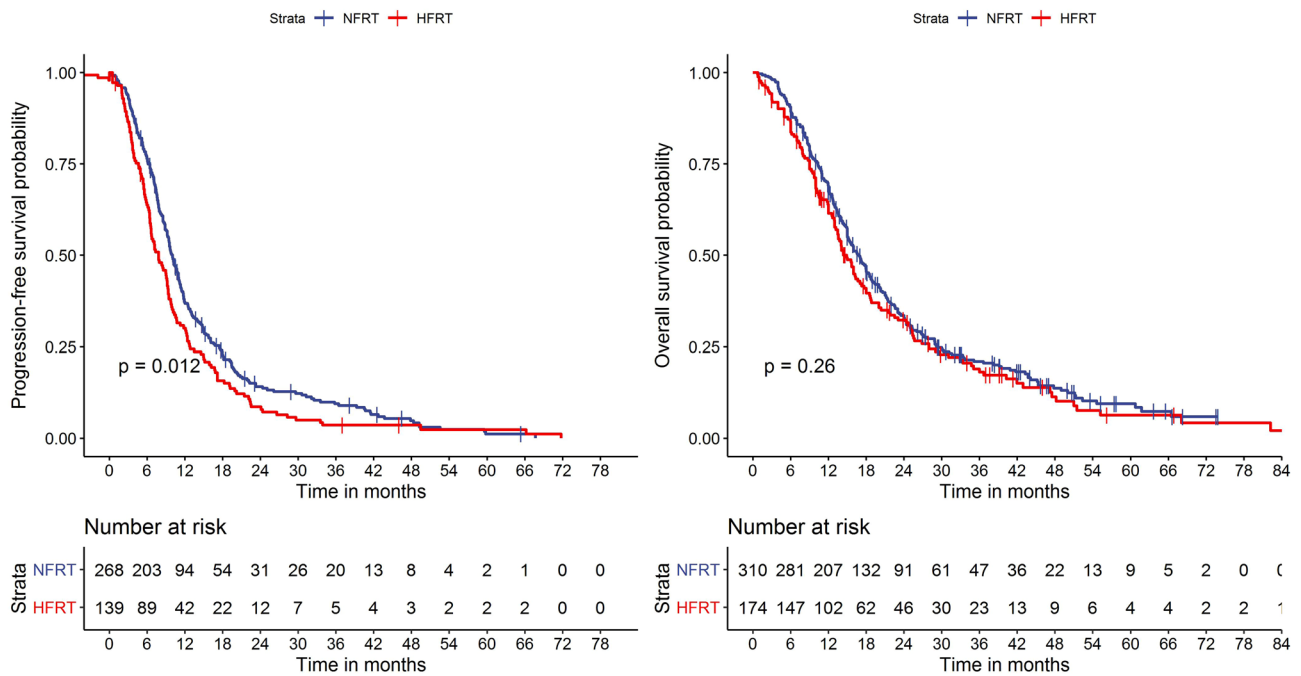 Strata NFRT HFRT
Progression-free survival probability
1.00
0.75
0.50
0.25
0.00
p = 0.012
0 6 12 18 24 30 36 42 48 54 60 66 72 78
Time in months
Number at risk
Strata
NFRT 268 203 94 54 31 26 20 13 8 4 2 1 0 0
HFRT 139 89 42 22 12 7 5 4 3 2 2 2 0 0
0 6 12 18 24 30 36 42 48 54 60 66 72 78
Time in months
Strata NFRT HFRT
Overall survival probability
1.00
0.75
0.50
0.25
0.00
p = 0.26
0 6 12 18 24 30 36 42 48 54 60 66 72 78 84
Time in months
Number at risk
Strata
NFRT 310 281 207 132 91 61 47 36 22 13 9 5 2 0
HFRT 174 147 102 62 46 30 23 13 9 6 4 4 2 2 1
0 6 12 18 24 30 36 42 48 54 60 66 72 78 84
Time in months